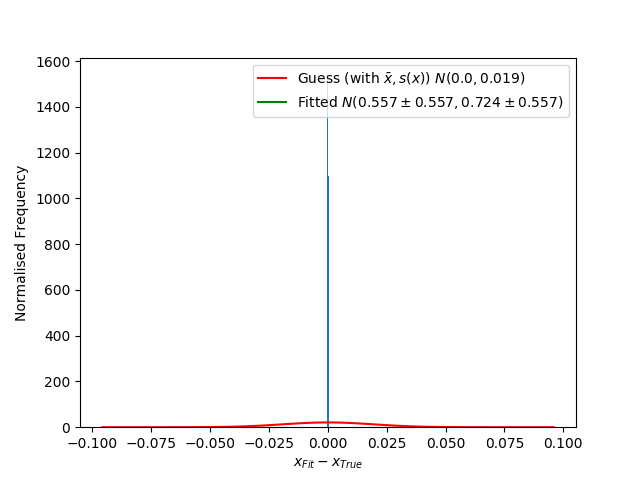 1600
1400
1200
1000
800
600
400
200
0
Normalised Frequency
Guess (with x̄, s(x)) N(0.0, 0.019)
Fitted N(0.557 ± 0.557, 0.724 ± 0.557)
−0.100 −0.075 −0.050 −0.025 0.000 0.025 0.050 0.075 0.100
x_Fit − x_True